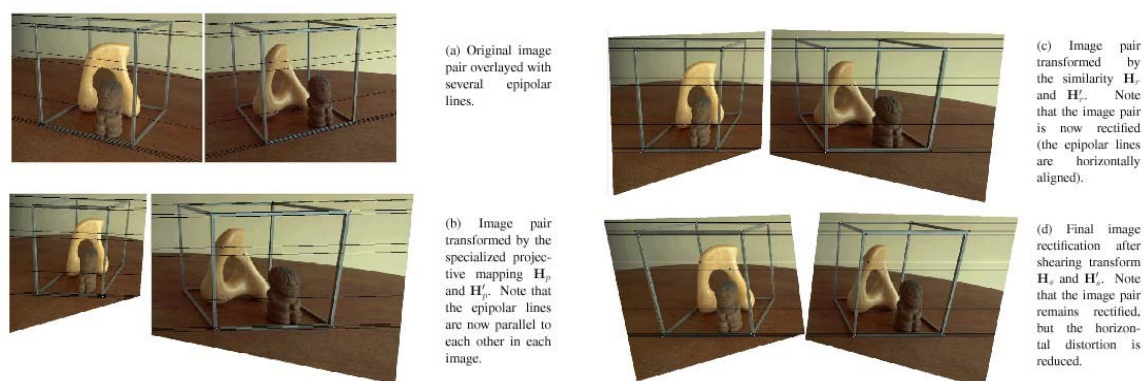 (a) Original image
pair overlayed with
several epipolar
lines.
(b) Image pair
transformed by the
specialized projec-
tive mapping Hₚ
and H′ₚ. Note that
the epipolar lines
are now parallel to
each other in each
image.
(c) Image pair
transformed by
the similarity Hᵣ
and H′ᵣ. Note
that the image pair
is now rectified
(the epipolar lines
are horizontally
aligned).
(d) Final image
rectification after
shearing transform
Hₛ and H′ₛ. Note
that the image pair
remains rectified,
but the horizon-
tal distortion is
reduced.